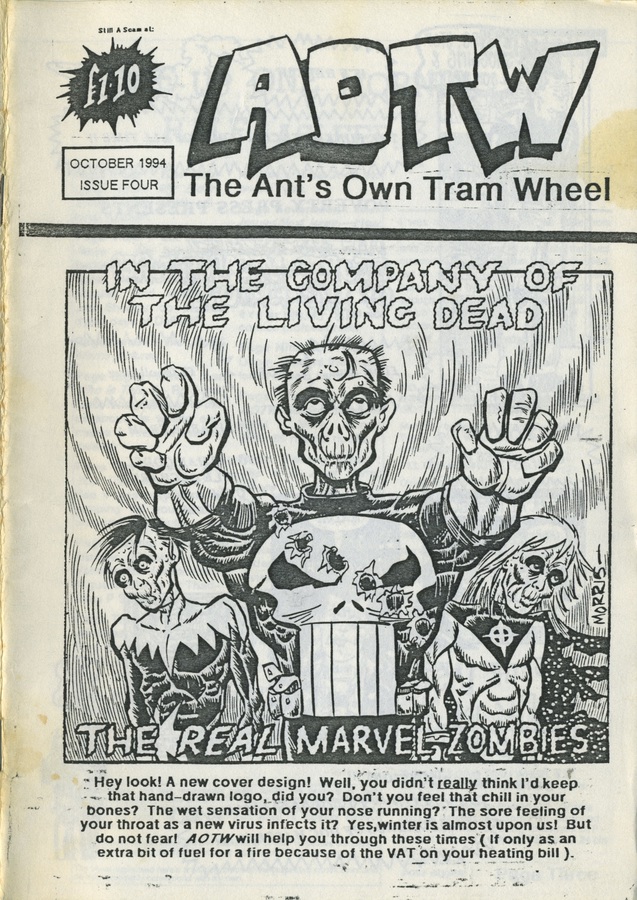 Still A Scam at:
£1.10
AOTW
OCTOBER 1994
ISSUE FOUR
The Ant's Own Tram Wheel
IN THE COMPANY OF
THE LIVING DEAD
MORRIS
THE REAL MARVEL ZOMBIES
Hey look! A new cover design! Well, you didn't really think I'd keep
that hand-drawn logo, did you? Don't you feel that chill in your
bones? The wet sensation of your nose running? The sore feeling of
your throat as a new virus infects it? Yes,winter is almost upon us! But
do not fear! AOTW will help you through these times ( If only as an
extra bit of fuel for a fire because of the VAT on your heating bill ).